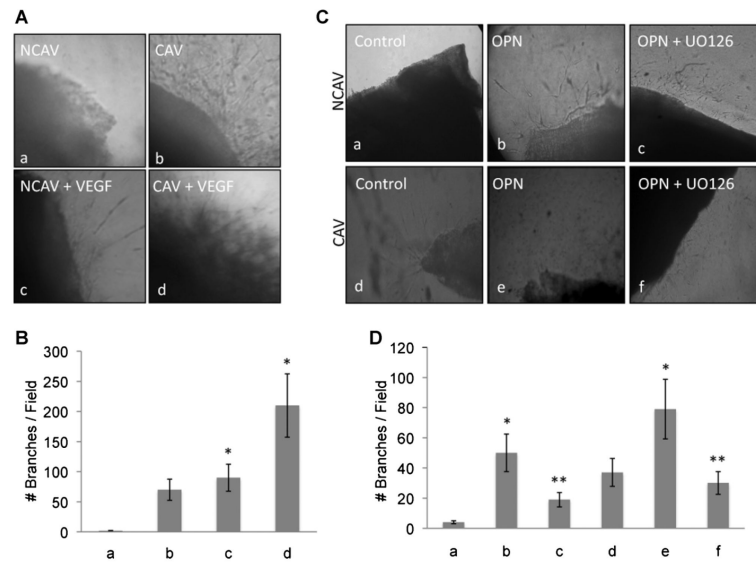 A
NCAV
a
CAV
b
NCAV + VEGF
c
CAV + VEGF
d
B
# Branches / Field
300
250
200
150
100
50
0
*
*
a b c d
C
NCAV
Control
a
OPN
b
OPN + UO126
c
CAV
Control
d
OPN
e
OPN + UO126
f
D
# Branches / Field
120
100
80
60
40
20
0
*
**
*
**
a b c d e f